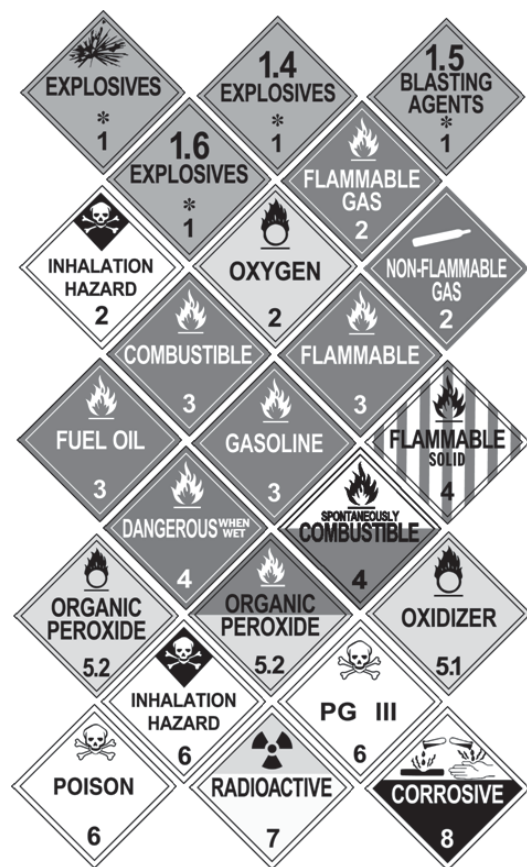 EXPLOSIVES
*
1
1.4
EXPLOSIVES
*
1
1.5
BLASTING
AGENTS
*
1
1.6
EXPLOSIVES
*
1
FLAMMABLE
GAS
2
INHALATION
HAZARD
2
OXYGEN
2
NON-FLAMMABLE
GAS
2
COMBUSTIBLE
3
FLAMMABLE
3
FUEL OIL
3
GASOLINE
3
FLAMMABLE
SOLID
4
DANGEROUS WHEN
WET
4
SPONTANEOUSLY
COMBUSTIBLE
4
ORGANIC
PEROXIDE
5.2
ORGANIC
PEROXIDE
5.2
OXIDIZER
5.1
INHALATION
HAZARD
6
PG III
6
POISON
6
RADIOACTIVE
7
CORROSIVE
8